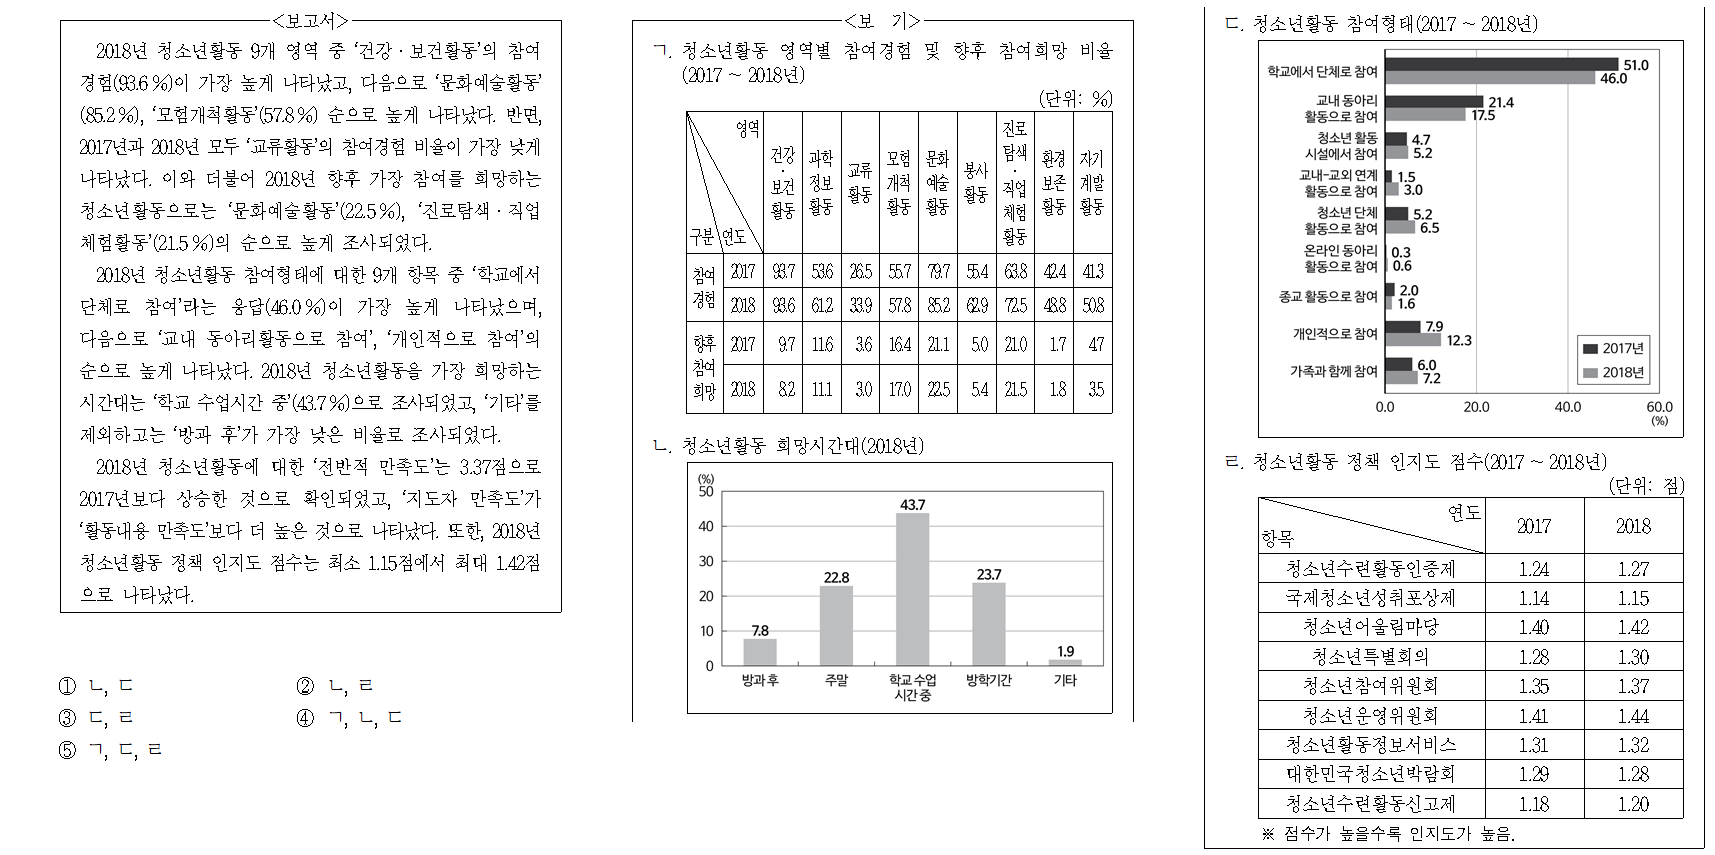 <보고서>
2018년 청소년활동 9개 영역 중 ‘건강·보건활동’의 참여
경험(93.6%)이 가장 높게 나타났고, 다음으로 ‘문화예술활동’
(85.2%), ‘모험개척활동’(57.8%) 순으로 높게 나타났다. 반면,
2017년과 2018년 모두 ‘교류활동’의 참여경험 비율이 가장 낮게
나타났다. 이와 더불어 2018년 향후 가장 참여를 희망하는
청소년활동으로는 ‘문화예술활동’(22.5%), ‘진로탐색·직업
체험활동’(21.5%)의 순으로 높게 조사되었다.
2018년 청소년활동 참여형태에 대한 9개 항목 중 ‘학교에서
단체로 참여’라는 응답(46.0%)이 가장 높게 나타났으며,
다음으로 ‘교내 동아리활동으로 참여’, ‘개인적으로 참여’의
순으로 높게 나타났다. 2018년 청소년활동을 가장 희망하는
시간대는 ‘학교 수업시간 중’(43.7%)으로 조사되었고, ‘기타’를
제외하고는 ‘방과 후’가 가장 낮은 비율로 조사되었다.
2018년 청소년활동에 대한 ‘전반적 만족도’는 3.37점으로
2017년보다 상승한 것으로 확인되었고, ‘지도자 만족도’가
‘활동내용 만족도’보다 더 높은 것으로 나타났다. 또한, 2018년
청소년활동 정책 인지도 점수는 최소 1.15점에서 최대 1.42점
으로 나타났다.
① ㄴ, ㄷ
② ㄴ, ㄹ
③ ㄷ, ㄹ
④ ㄱ, ㄴ, ㄷ
⑤ ㄱ, ㄷ, ㄹ
<보 기>
ㄱ. 청소년활동 영역별 참여경험 및 향후 참여희망 비율
(2017 ~ 2018년)
(단위: %)
영역
구분 연도
건강·보건활동 과학정보활동 교류활동 모험개척활동 문화예술활동 봉사활동 진로탐색·직업체험활동 환경보존활동 자기계발활동
참여경험 2017 93.7 53.6 26.5 55.7 79.7 55.4 63.8 42.4 41.3
2018 93.6 61.2 33.9 57.8 85.2 62.9 72.5 48.8 50.8
향후참여희망 2017 9.7 11.6 3.6 16.4 21.1 5.0 21.0 1.7 4.7
2018 8.2 11.1 3.0 17.0 22.5 5.4 21.5 1.8 3.5
ㄴ. 청소년활동 희망시간대(2018년)
(%)
50
40
30
20
10
0
7.8 22.8 43.7 23.7 1.9
방과 후 주말 학교 수업 시간 중 방학기간 기타
ㄷ. 청소년활동 참여형태(2017 ~ 2018년)
학교에서 단체로 참여 51.0 46.0
교내 동아리 활동으로 참여 21.4 17.5
청소년 활동 시설에서 참여 4.7 5.2
교내-교외 연계 활동으로 참여 1.5 3.0
청소년 단체 활동으로 참여 5.2 6.5
온라인 동아리 활동으로 참여 0.3 0.6
종교 활동으로 참여 2.0 1.6
개인적으로 참여 7.9 12.3
가족과 함께 참여 6.0 7.2
2017년
2018년
0.0 20.0 40.0 60.0
(%)
ㄹ. 청소년활동 정책 인지도 점수(2017 ~ 2018년)
(단위: 점)
연도
항목 2017 2018
청소년수련활동인증제 1.24 1.27
국제청소년성취포상제 1.14 1.15
청소년어울림마당 1.40 1.42
청소년특별회의 1.28 1.30
청소년참여위원회 1.35 1.37
청소년운영위원회 1.41 1.44
청소년활동정보서비스 1.31 1.32
대한민국청소년박람회 1.29 1.28
청소년수련활동신고제 1.18 1.20
※ 점수가 높을수록 인지도가 높음.